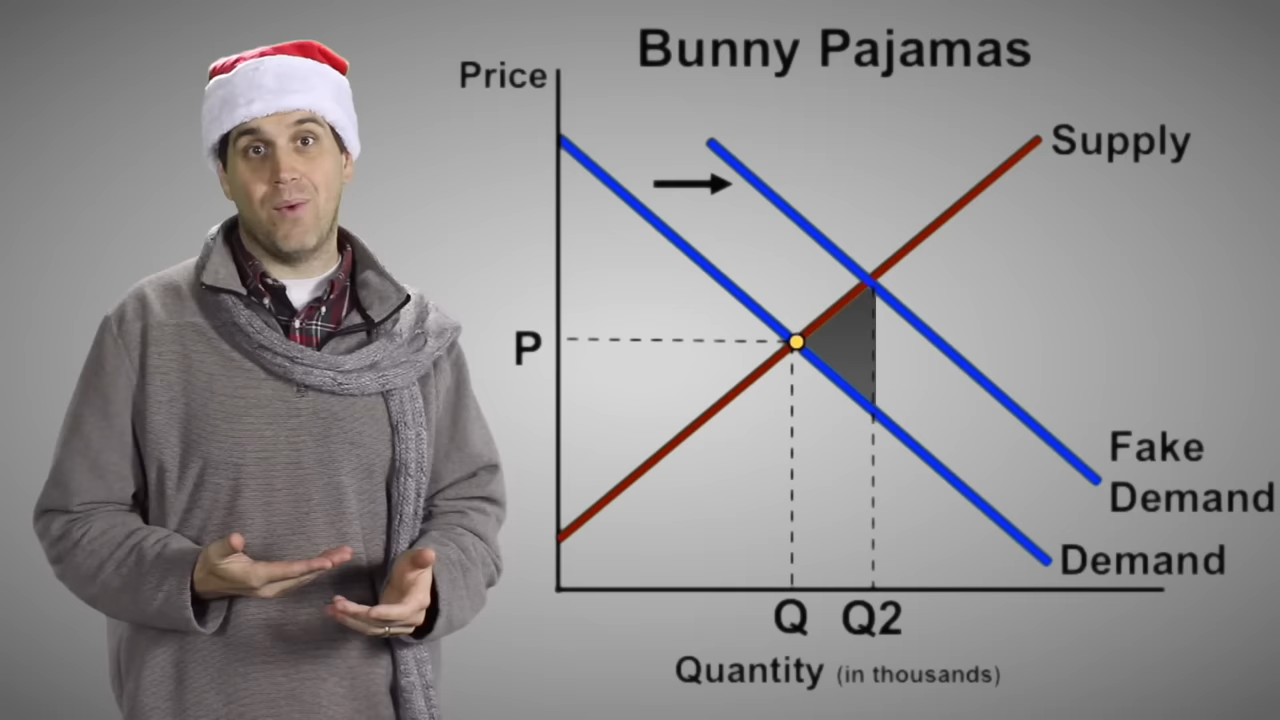 Bunny Pajamas
Price
Supply
P
Fake
Demand
Demand
Q Q2
Quantity (in thousands)